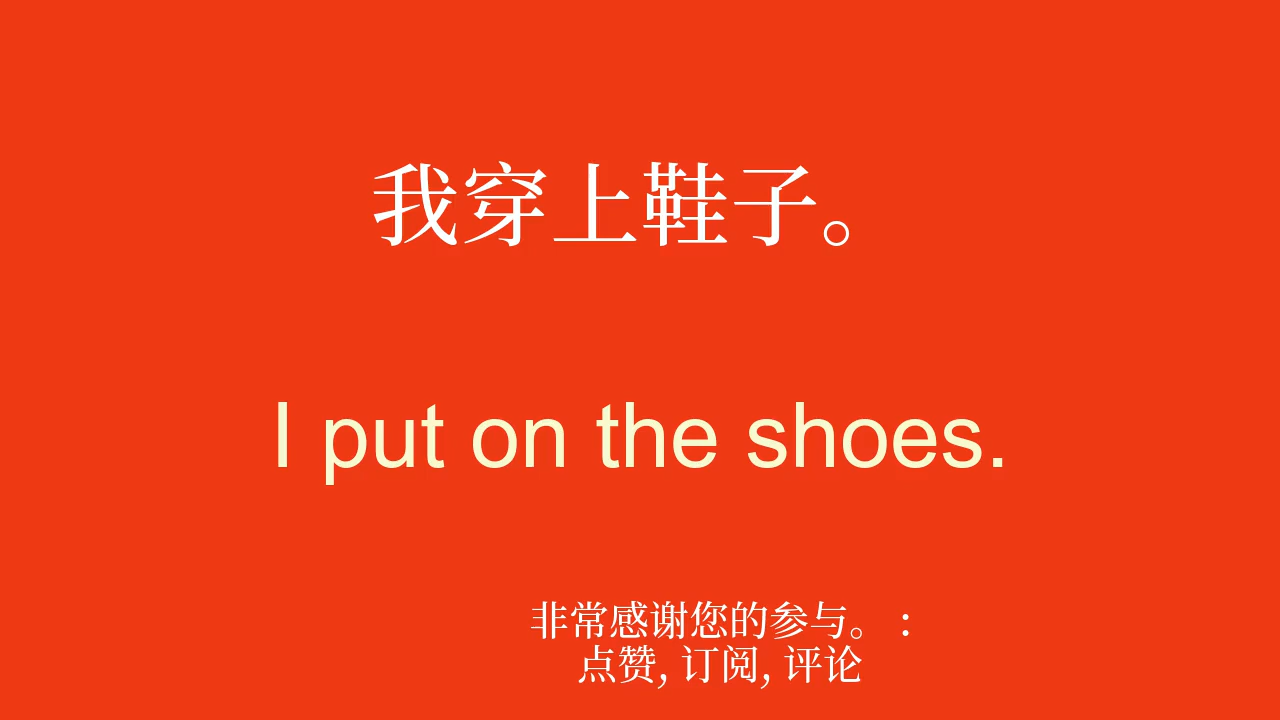 我穿上鞋子。
I put on the shoes.
非常感谢您的参与。 :
点赞, 订阅, 评论